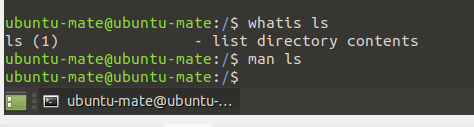 ubuntu-mate@ubuntu-mate:/$ whatis ls
ls (1)               - list directory contents
ubuntu-mate@ubuntu-mate:/$ man ls
ubuntu-mate@ubuntu-mate:/$
ubuntu-mate@ubuntu-...